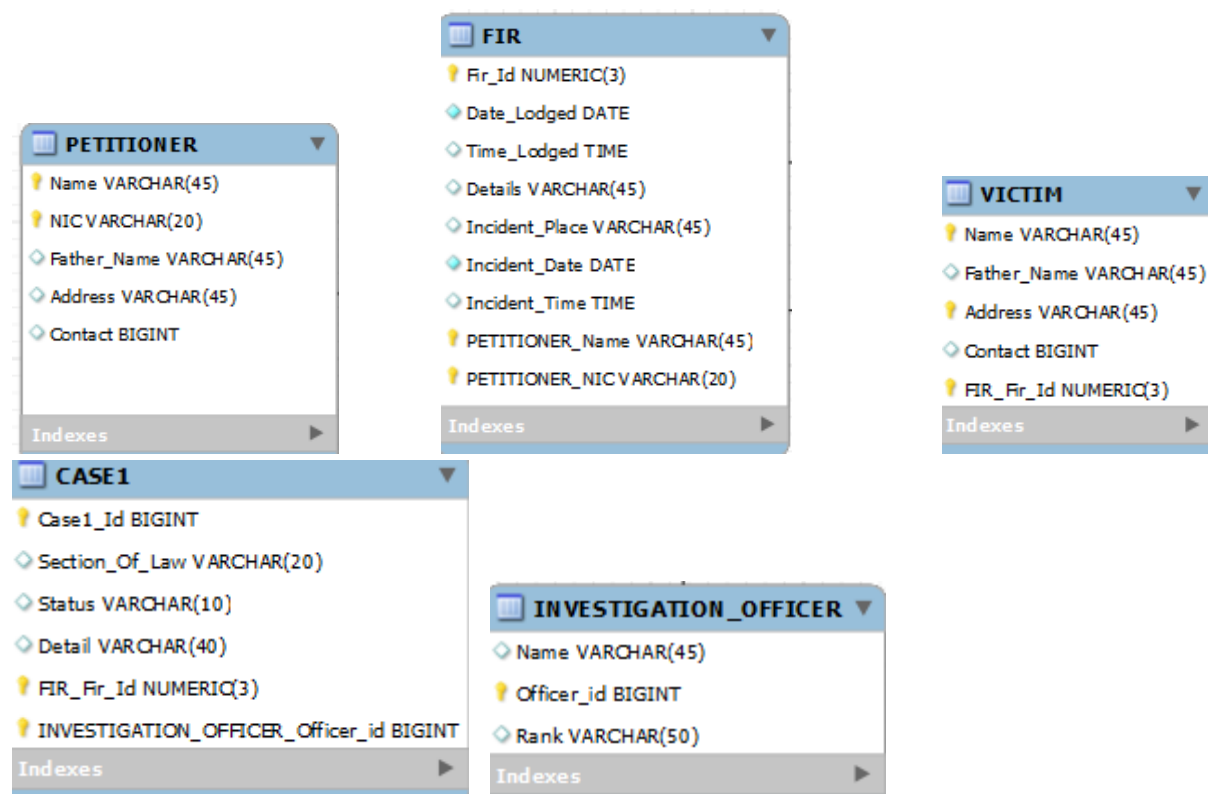 FIR
Fir_Id NUMERIC(3)
Date_Lodged DATE
Time_Lodged TIME
Details VARCHAR(45)
Incident_Place VARCHAR(45)
Incident_Date DATE
Incident_Time TIME
PETITIONER_Name VARCHAR(45)
PETITIONER_NIC VARCHAR(20)
Indexes
PETITIONER
Name VARCHAR(45)
NIC VARCHAR(20)
Father_Name VARCHAR(45)
Address VARCHAR(45)
Contact BIGINT
Indexes
VICTIM
Name VARCHAR(45)
Father_Name VARCHAR(45)
Address VARCHAR(45)
Contact BIGINT
FIR_Fir_Id NUMERIC(3)
Indexes
CASE1
Case1_Id BIGINT
Section_Of_Law VARCHAR(20)
Status VARCHAR(10)
Detail VARCHAR(40)
FIR_Fir_Id NUMERIC(3)
INVESTIGATION_OFFICER_Officer_id BIGINT
Indexes
INVESTIGATION_OFFICER
Name VARCHAR(45)
Officer_id BIGINT
Rank VARCHAR(50)
Indexes